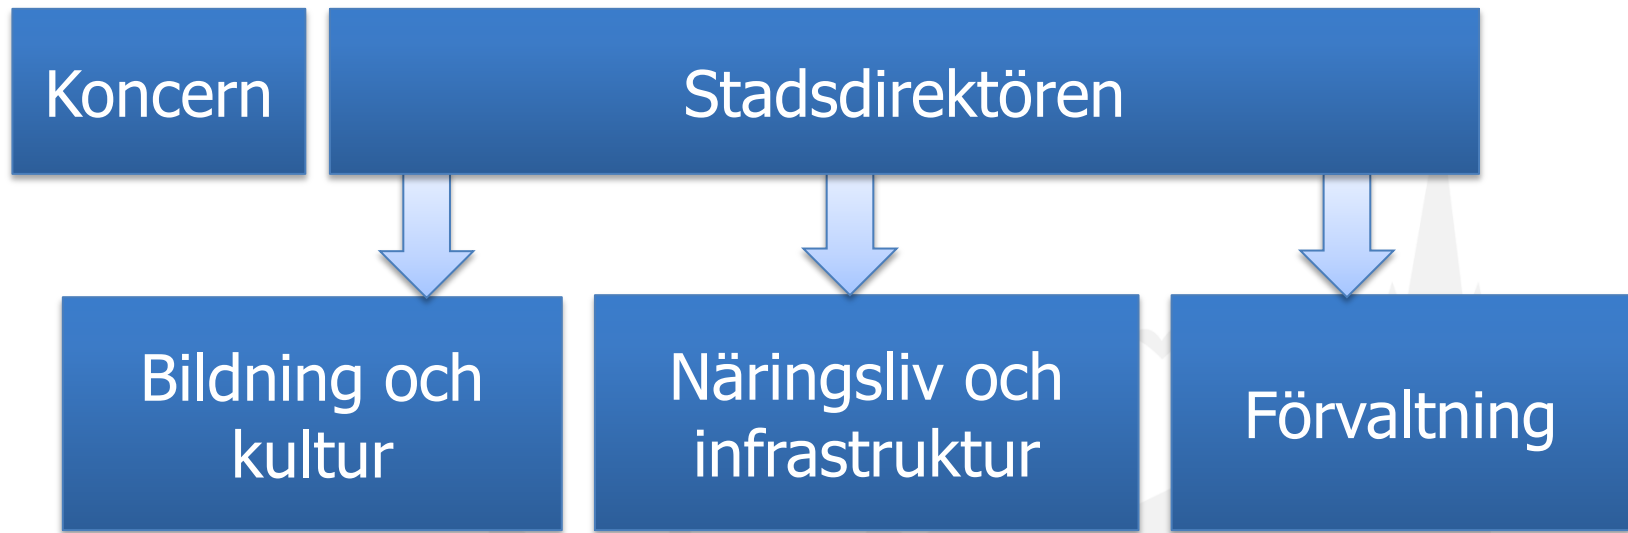 Koncern
Stadsdirektören
Bildning och
kultur
Näringsliv och
infrastruktur
Förvaltning